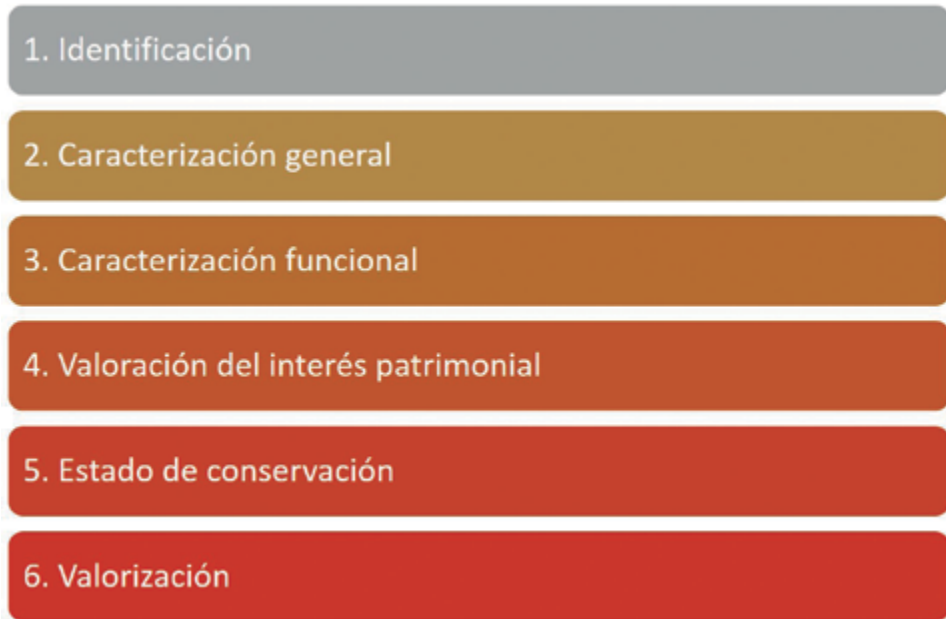 1. Identificación
2. Caracterización general
3. Caracterización funcional
4. Valoración del interés patrimonial
5. Estado de conservación
6. Valorización